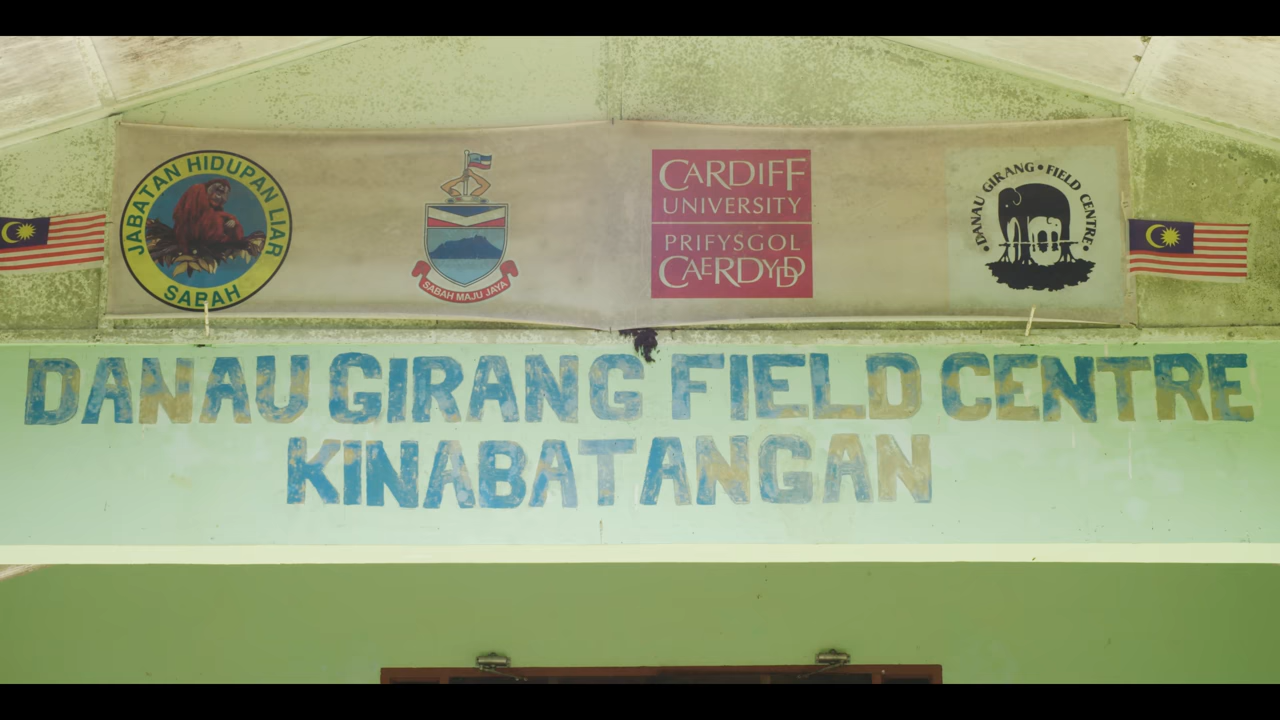 JABATAN HIDUPAN LIAR
SABAH
SABAH MAJU JAYA
CARDIFF
UNIVERSITY
PRIFYSGOL
CAERDYDD
DANAU GIRANG • FIELD CENTRE
DANAU GIRANG FIELD CENTRE
KINABATANGAN